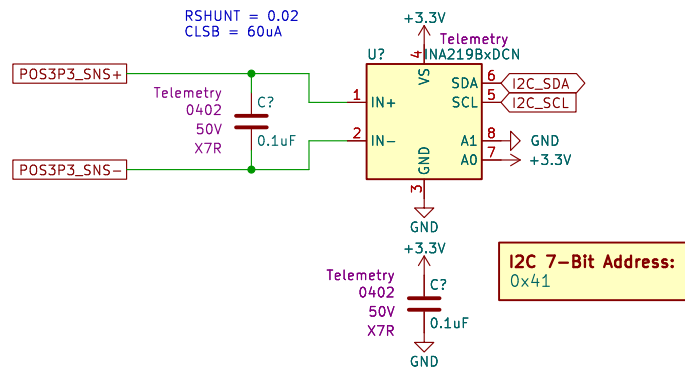 RSHUNT = 0.02
CLSB = 60uA
+3.3V
Telemetry
U?
INA219BxDCN
4
VS
POS3P3_SNS+
1
IN+
SDA
6
I2C_SDA
SCL
5
I2C_SCL
Telemetry
0402
50V
X7R
C?
0.1uF
2
IN-
A1
8
GND
A0
7
+3.3V
POS3P3_SNS-
GND
3
GND
+3.3V
Telemetry
0402
50V
X7R
C?
0.1uF
GND
I2C 7-Bit Address:
0x41